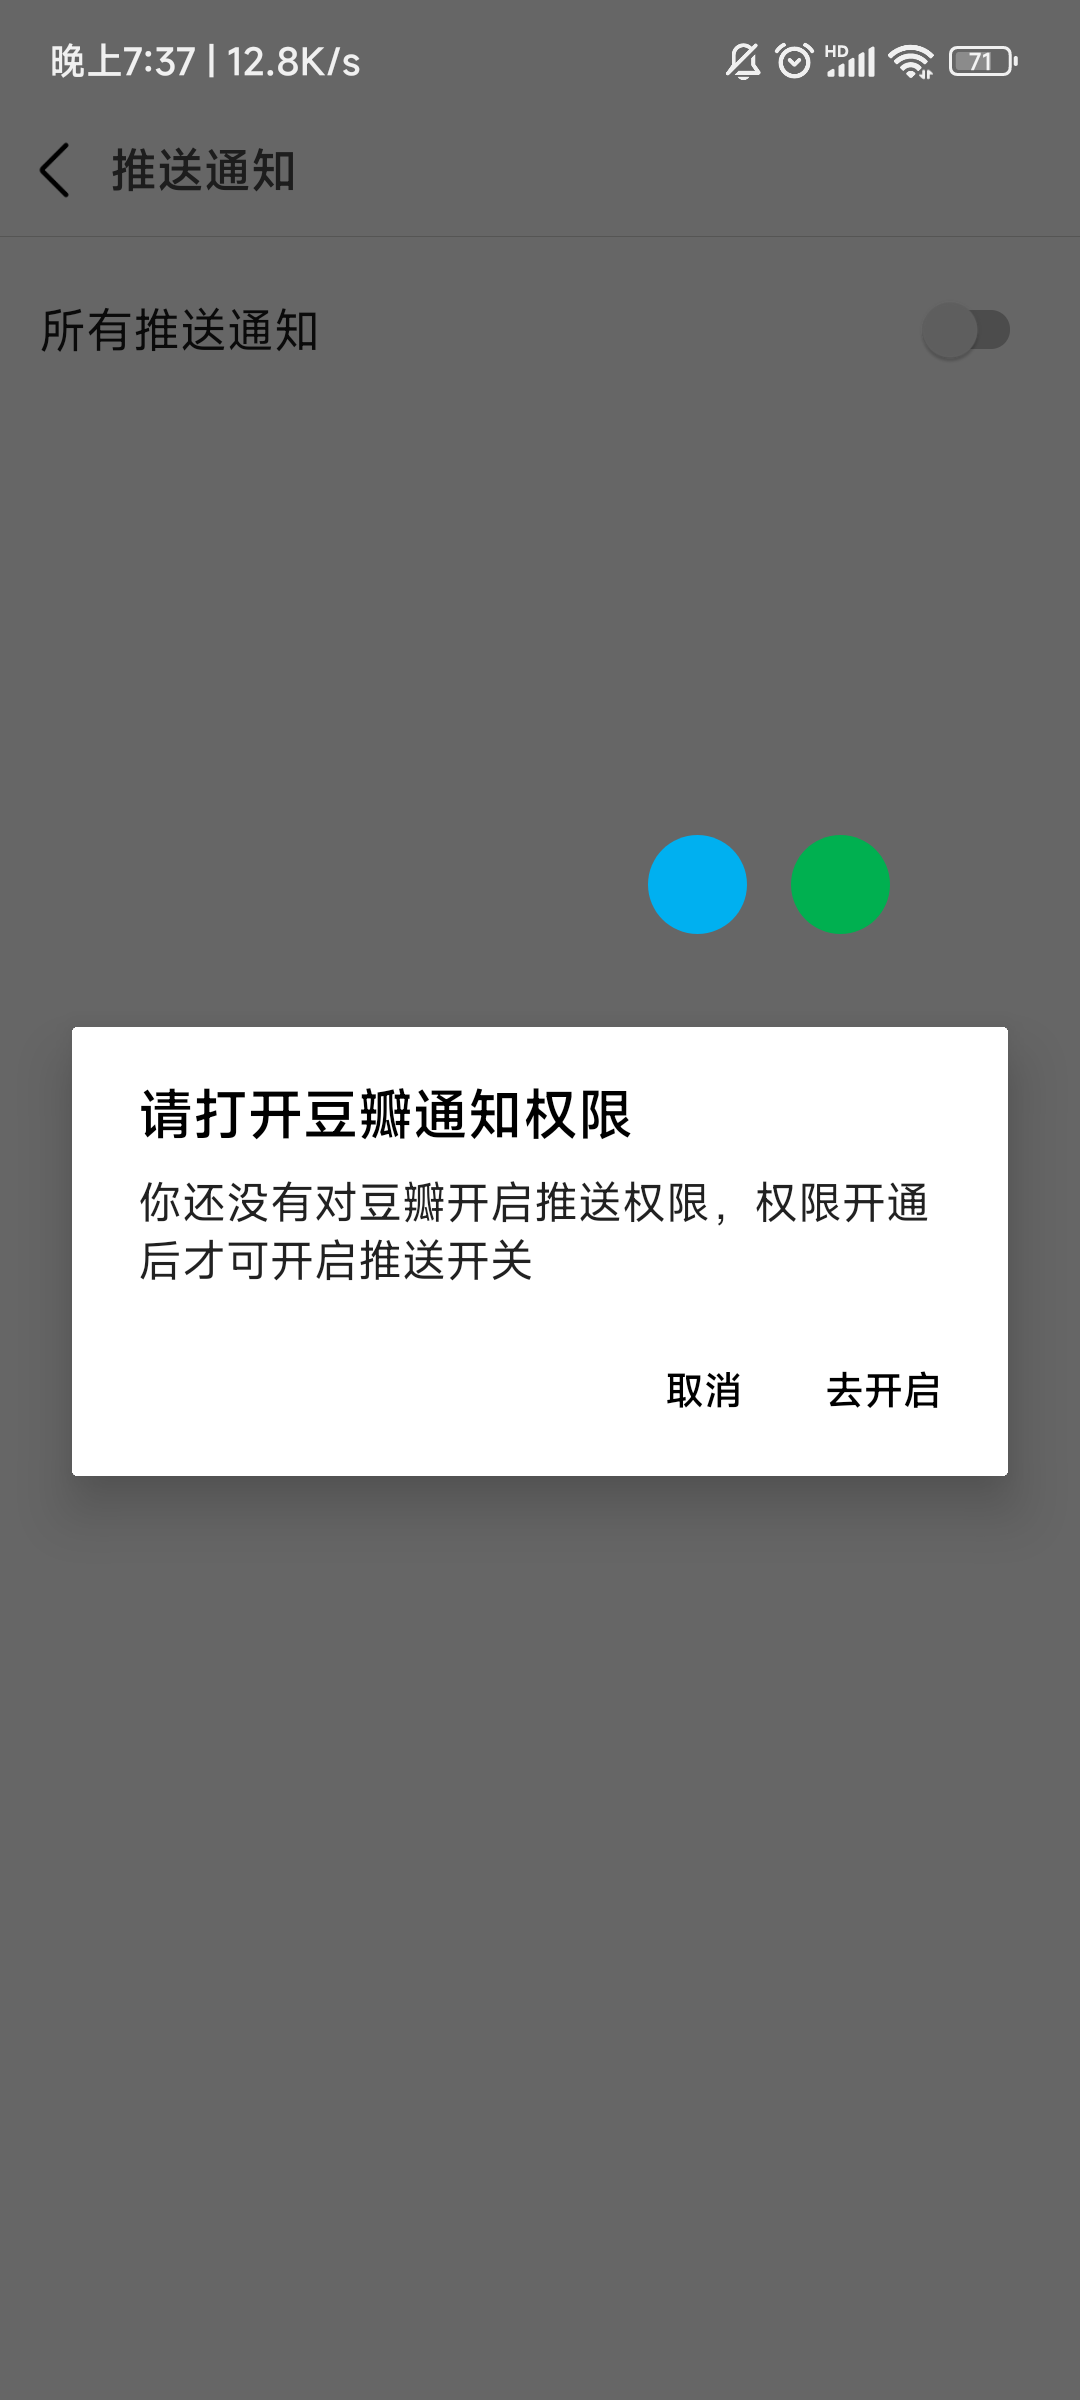 晚上7:37 | 12.8K/s
HD
71
推送通知
所有推送通知
请打开豆瓣通知权限
你还没有对豆瓣开启推送权限，权限开通
后才可开启推送开关
取消
去开启